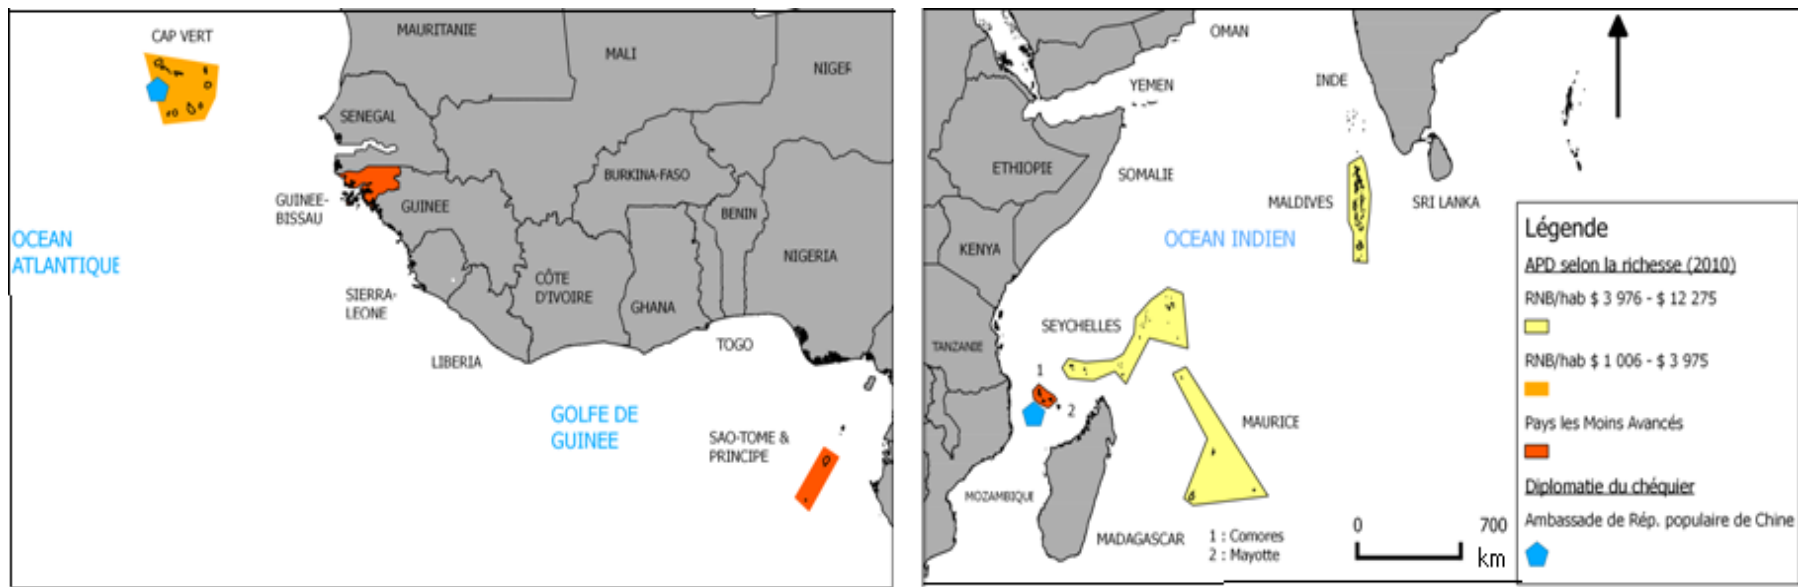 CAP VERT
MAURITANIE
MALI
NIGER
SENEGAL
BURKINA-FASO
GUINEE-
BISSAU
GUINEE
BENIN
NIGERIA
OCEAN
ATLANTIQUE
SIERRA-
LEONE
CÔTE
D'IVOIRE
GHANA
LIBERIA
TOGO
GOLFE DE
GUINEE
SAO-TOME &
PRINCIPE
OMAN
YEMEN
INDE
ETHIOPIE
SOMALIE
MALDIVES
SRI LANKA
KENYA
OCEAN INDIEN
SEYCHELLES
TANZANIE
1
2
MAURICE
MOZAMBIQUE
MADAGASCAR
1 : Comores
2 : Mayotte
0 700
km
Légende
APD selon la richesse (2010)
RNB/hab $ 3 976 - $ 12 275
RNB/hab $ 1 006 - $ 3 975
Pays les Moins Avancés
Diplomatie du chéquier
Ambassade de Rép. populaire de Chine